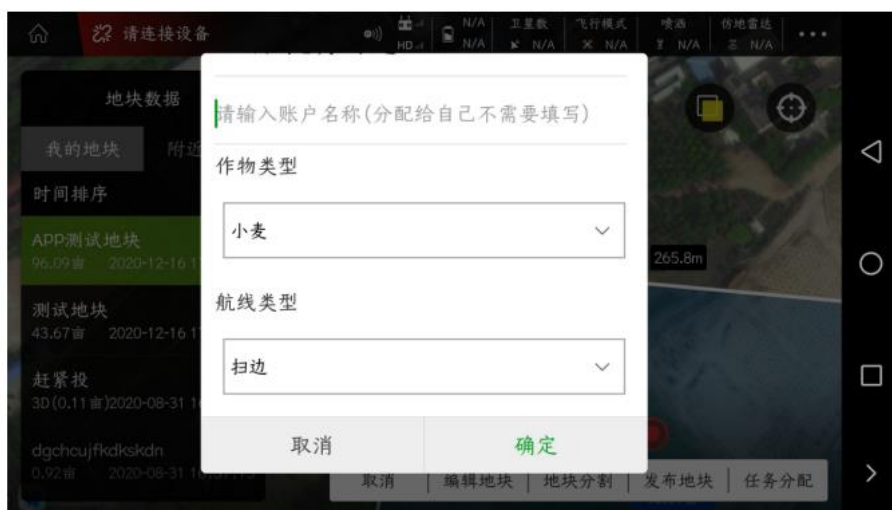 请连接设备
HD
N/A
N/A
卫星数
N/A
飞行模式
N/A
喷洒
N/A
仿地雷达
N/A
地块数据
我的地块
附近
时间排序
APP测试地块
96.09亩 2020-12-16 1
测试地块
43.67亩 2020-12-16 1
赶紧投
3D(0.11亩)2020-08-31 1
dgchcujfkdkskdn
0.92亩 2020-08-31
请输入账户名称(分配给自己不需要填写)
作物类型
小麦
航线类型
扫边
取消
确定
265.8m
取消
编辑地块
地块分割
发布地块
任务分配